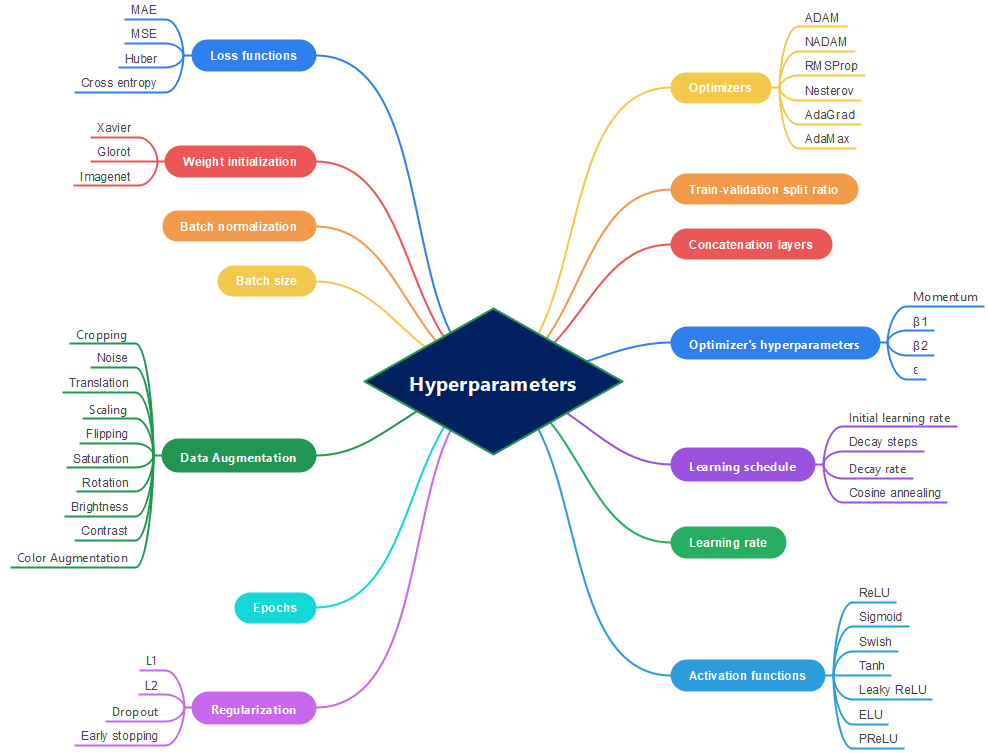 Hyperparameters
Loss functions
MAE
MSE
Huber
Cross entropy
Weight initialization
Xavier
Glorot
Imagenet
Batch normalization
Batch size
Data Augmentation
Cropping
Noise
Translation
Scaling
Flipping
Saturation
Rotation
Brightness
Contrast
Color Augmentation
Epochs
Regularization
L1
L2
Dropout
Early stopping
Optimizers
ADAM
NADAM
RMSProp
Nesterov
AdaGrad
AdaMax
Train-validation split ratio
Concatenation layers
Optimizer's hyperparameters
Momentum
β1
β2
ε
Learning schedule
Initial learning rate
Decay steps
Decay rate
Cosine annealing
Learning rate
Activation functions
ReLU
Sigmoid
Swish
Tanh
Leaky ReLU
ELU
PReLU